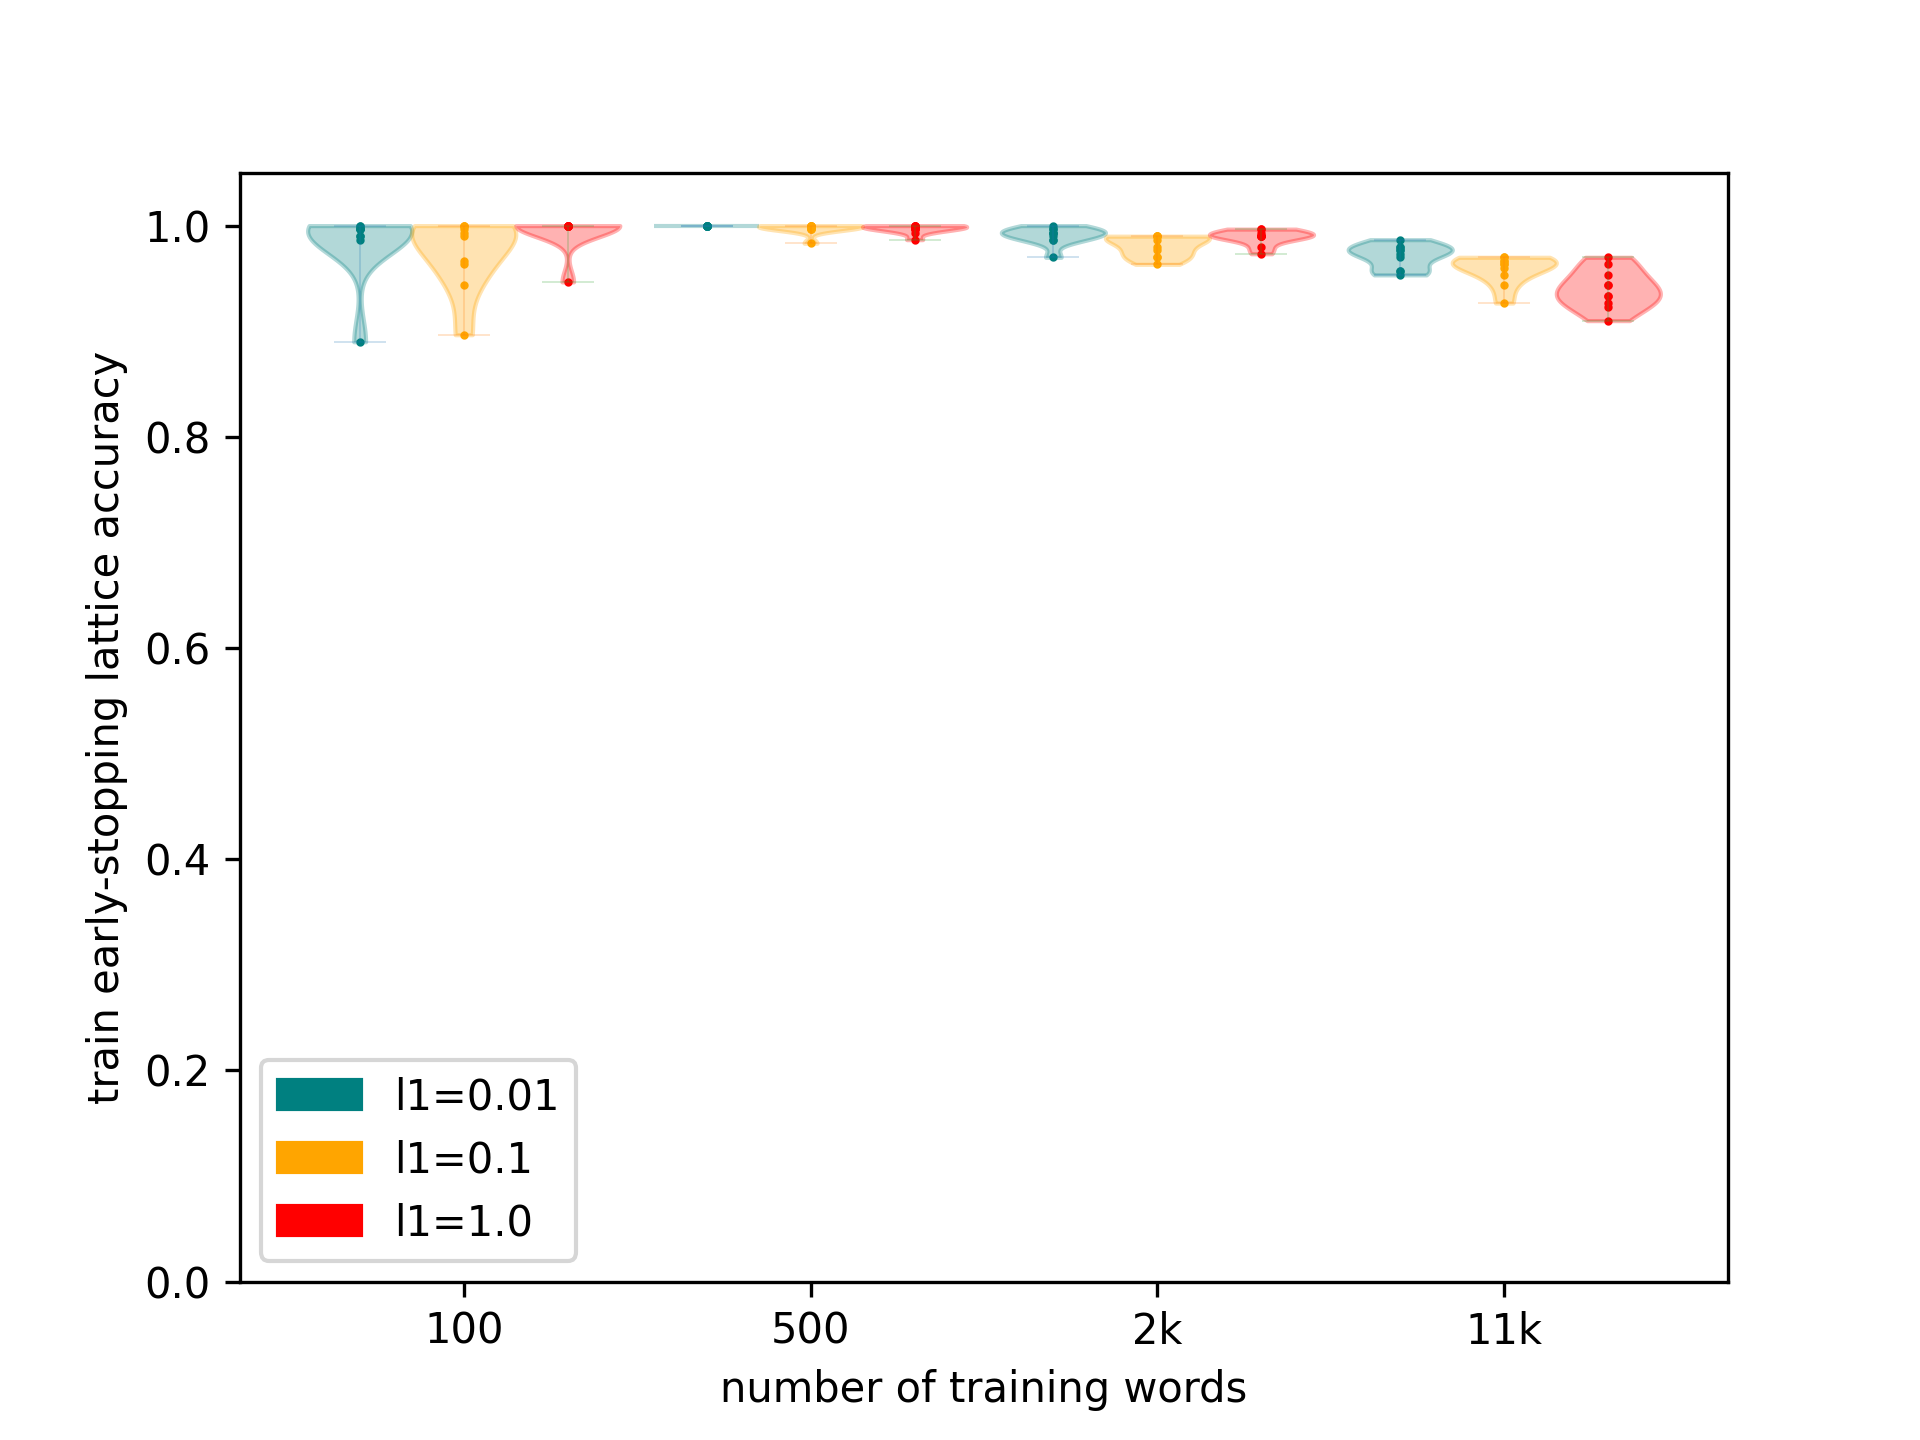 train early-stopping lattice accuracy
1.0
0.8
0.6
0.4
0.2
0.0
l1=0.01
l1=0.1
l1=1.0
100 500 2k 11k
number of training words